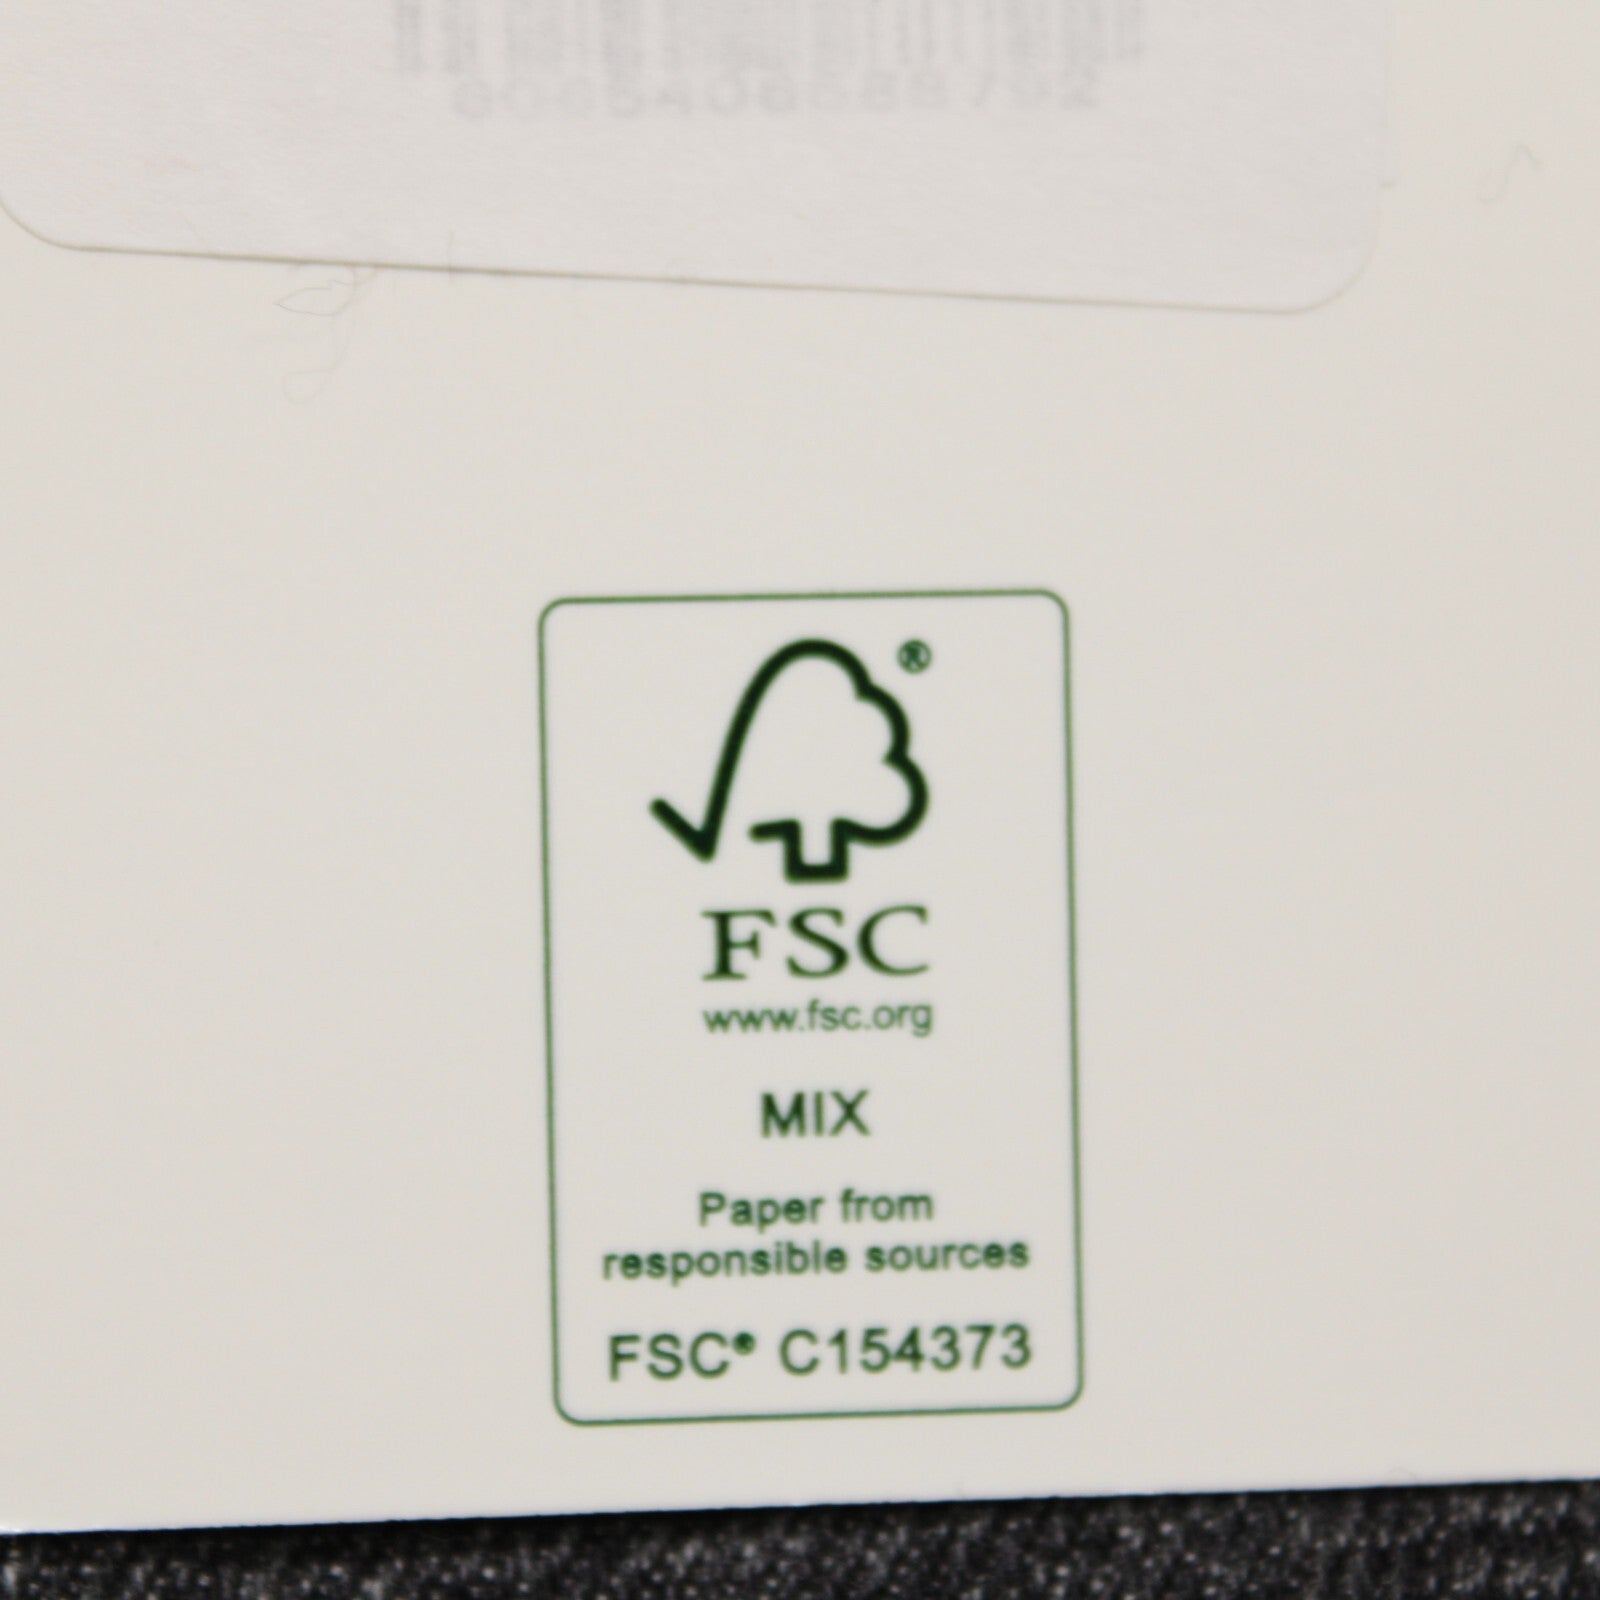 ®
FSC
www.fsc.org
MIX
Paper from
responsible sources
FSC® C154373